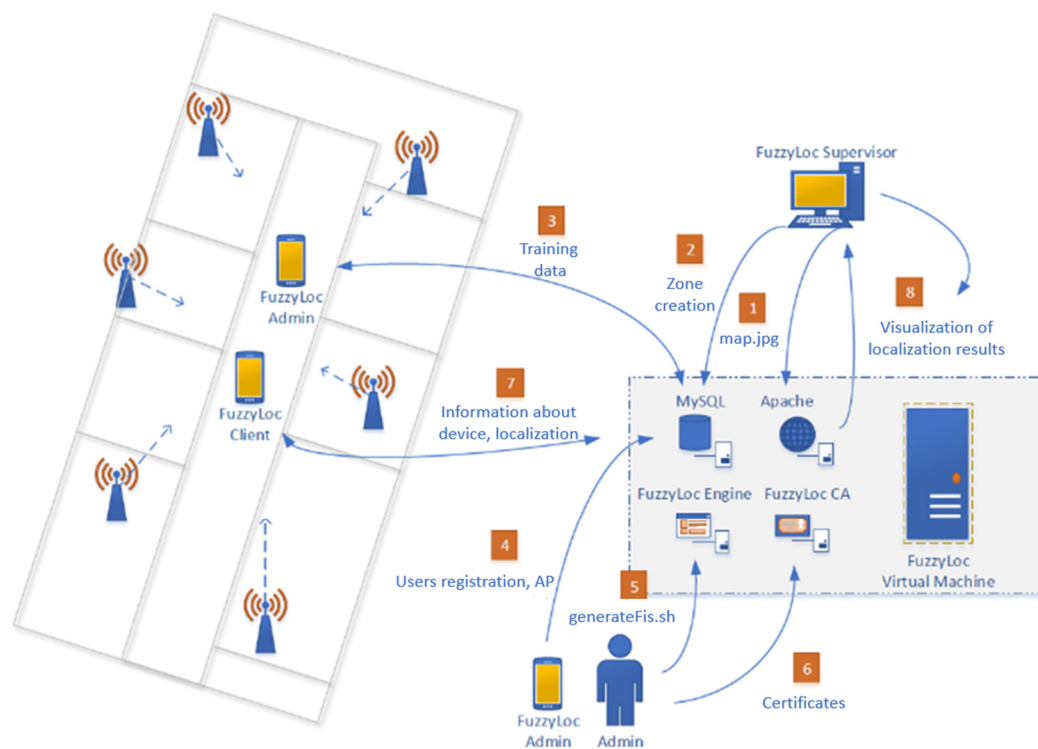 FuzzyLoc Supervisor
3
Training
data
2
Zone
creation
1
map.jpg
8
Visualization of
localization results
FuzzyLoc
Admin
FuzzyLoc
Client
7
Information about
device, localization
MySQL
Apache
FuzzyLoc Engine
FuzzyLoc CA
FuzzyLoc
Virtual Machine
4
Users registration, AP
5
generateFis.sh
6
Certificates
FuzzyLoc
Admin
Admin